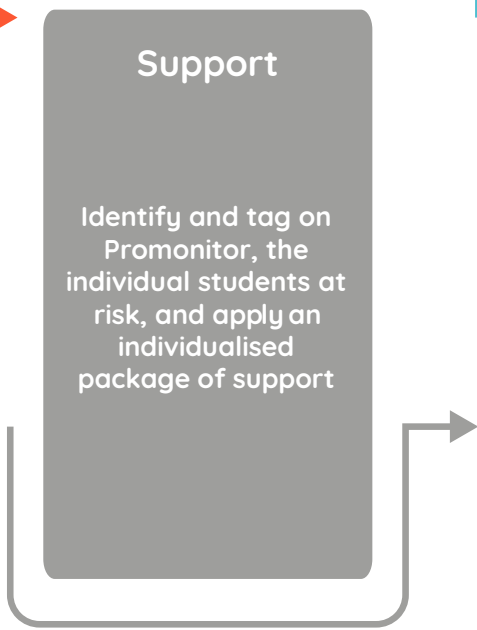 Support
Identify and tag on
Promonitor, the
individual students at
risk, and apply an
individualised
package of support